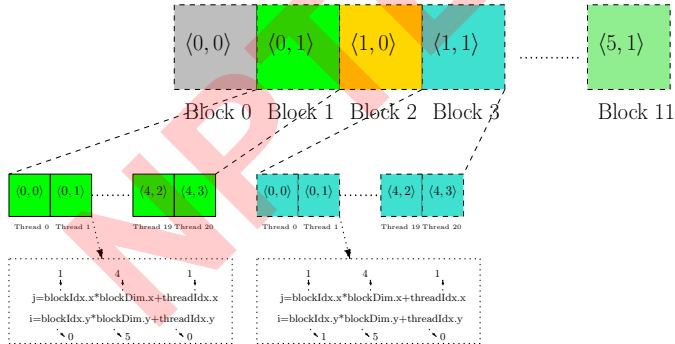 ⟨0, 0⟩ ⟨0, 1⟩ ⟨1, 0⟩ ⟨1, 1⟩ ⟨5, 1⟩
Block 0 Block 1 Block 2 Block 3 Block 11
⟨0, 0⟩ ⟨0, 1⟩ ⟨4, 2⟩ ⟨4, 3⟩ ⟨0, 0⟩ ⟨0, 1⟩ ⟨4, 2⟩ ⟨4, 3⟩
Thread 0 Thread 1 Thread 19 Thread 20 Thread 0 Thread 1 Thread 19 Thread 20
1 4 1 1 4 1
j=blockIdx.x*blockDim.x+threadIdx.x j=blockIdx.x*blockDim.x+threadIdx.x
i=blockIdx.y*blockDim.y+threadIdx.y i=blockIdx.y*blockDim.y+threadIdx.y
0 5 0 1 5 0
NPTE